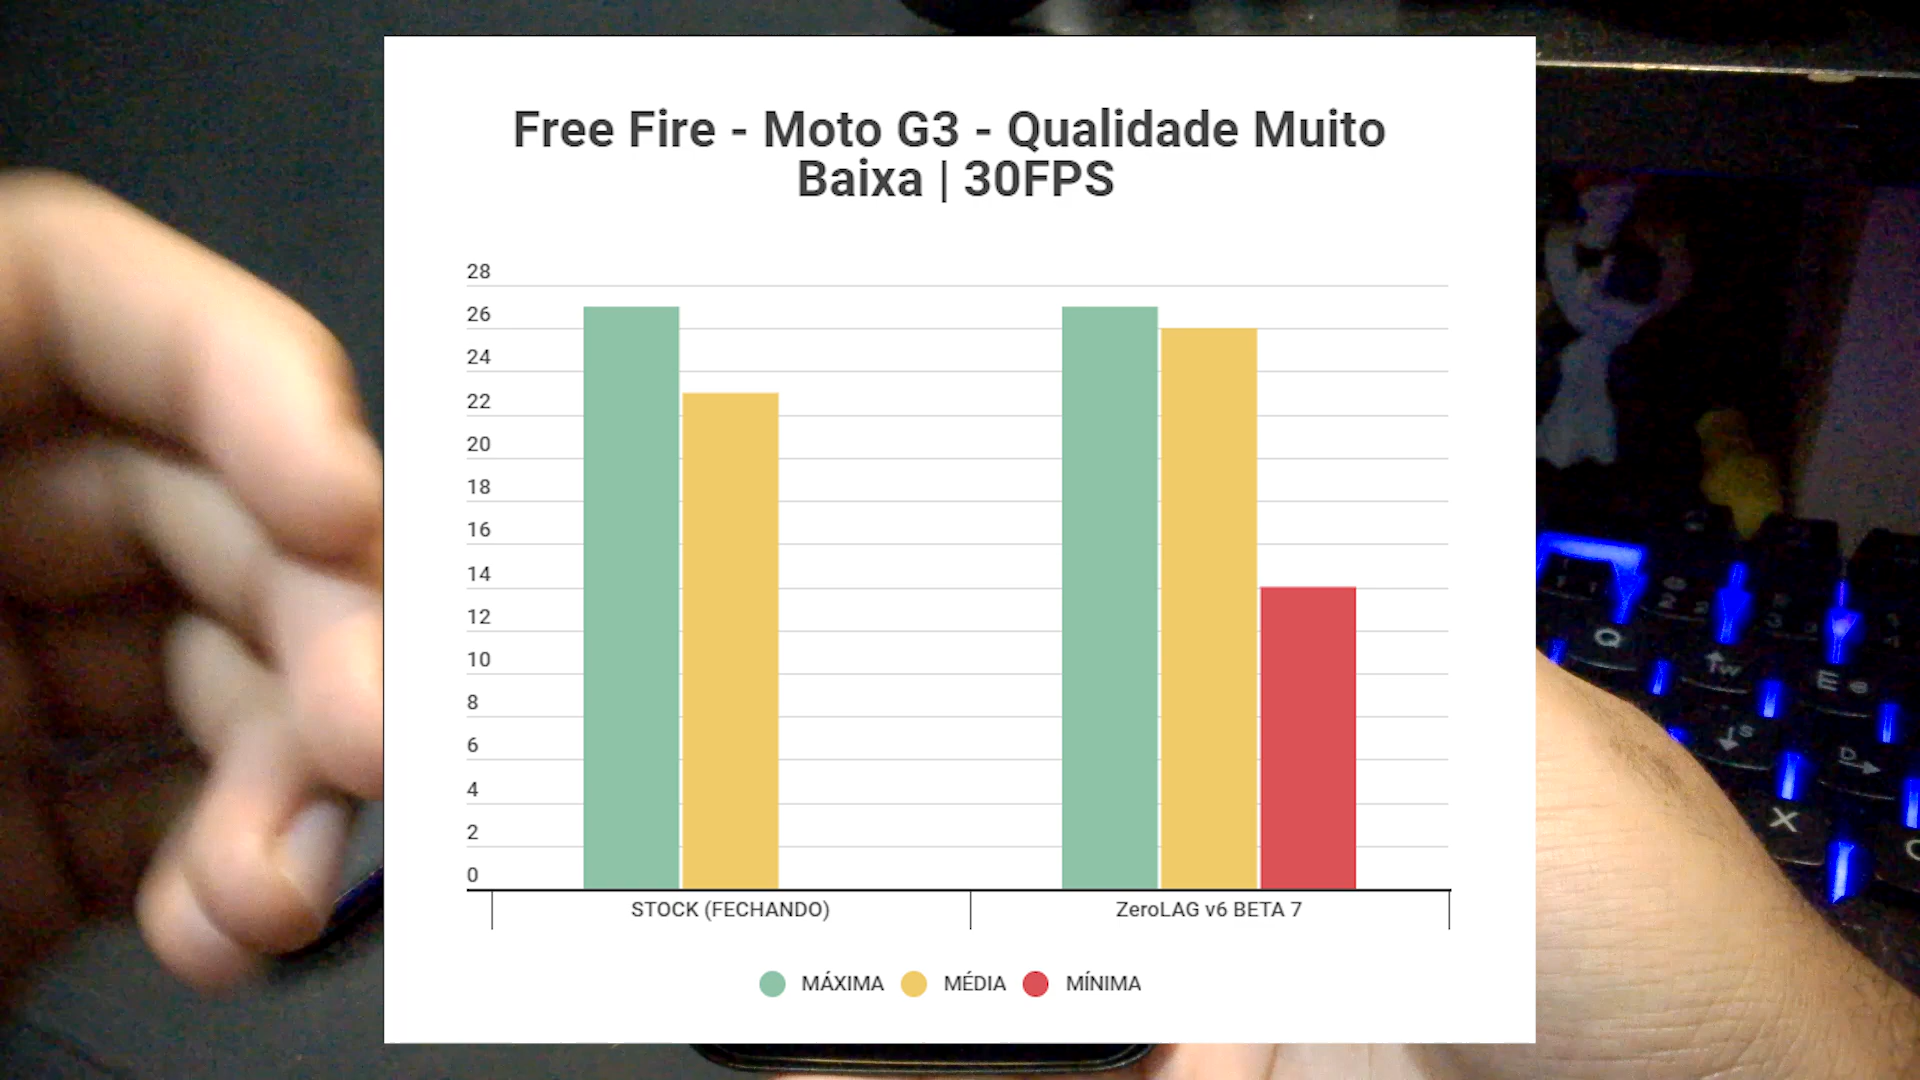 Free Fire - Moto G3 - Qualidade Muito
Baixa | 30FPS
28
26
24
22
20
18
16
14
12
10
8
6
4
2
0
STOCK (FECHANDO)
ZeroLAG v6 BETA 7
MÁXIMA
MÉDIA
MÍNIMA
Q
W
E
S
D
X